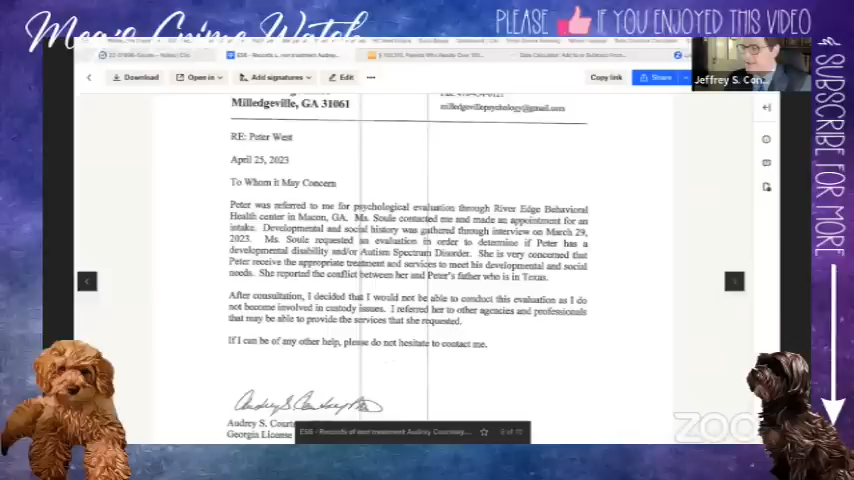 Meg's Crime Watch
PLEASE IF YOU ENJOYED THIS VIDEO
& SUBSCRIBE FOR MORE
Jeffrey S. Con...
Download
Open in
Add signatures
Edit
Copy link
Share
Milledgeville, GA 31061
milledgevillepsychology@gmail.com
RE: Peter West
April 25, 2023
To Whom it May Concern
Peter was referred to me for psychological evaluation through River Edge Behavioral
Health center in Macon, GA. Ms. Soule contacted me and made an appointment for an
intake. Developmental and social history was gathered through interview on March 29,
2023. Ms. Soule requested an evaluation in order to determine if Peter has a
developmental disability and/or Autism Spectrum Disorder. She is very concerned that
Peter receive the appropriate treatment and services to meet his developmental and social
needs. She reported the conflict between her and Peter's father who is in Texas.
After consultation, I decided that I would not be able to conduct this evaluation as I do
not become involved in custody issues. I referred her to other agencies and professionals
that may be able to provide the services that she requested.
If I can be of any other help, please do not hesitate to contact me.
Audrey S. Court
Georgia License
zoo